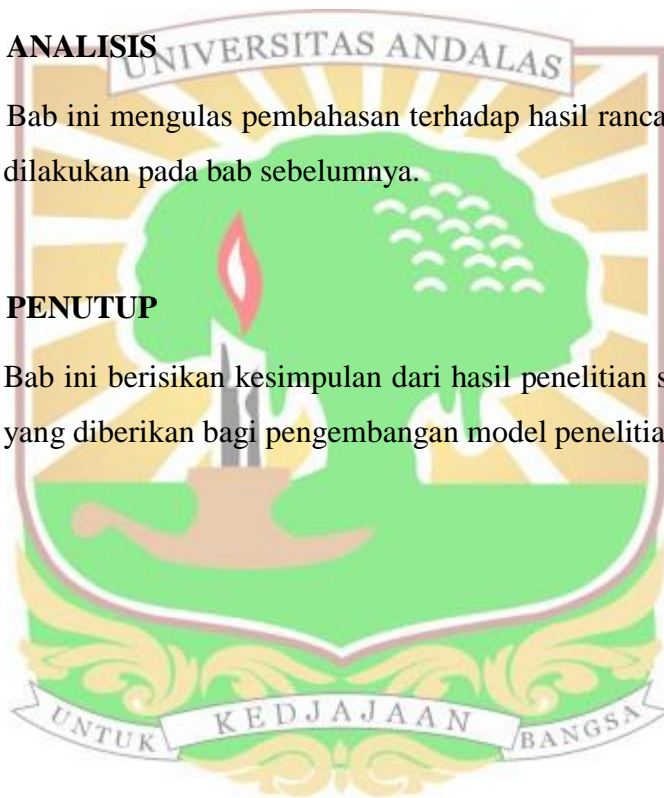 UNIVERSITAS ANDALAS
ANALISIS
Bab ini mengulas pembahasan terhadap hasil ranca
dilakukan pada bab sebelumnya.
PENUTUP
Bab ini berisikan kesimpulan dari hasil penelitian s
yang diberikan bagi pengembangan model penelitia
UNTUK KEDJAJAAN BANGSA